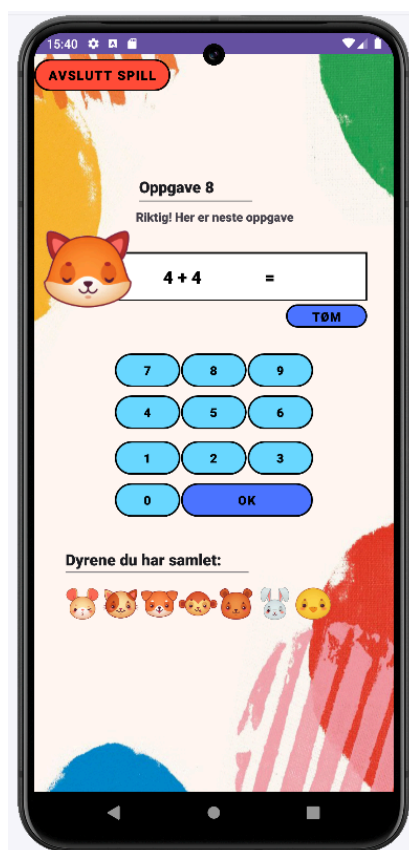 15:40
AVSLUTT SPILL
Oppgave 8
Riktig! Her er neste oppgave
4 + 4 =
TØM
7 8 9
4 5 6
1 2 3
0 OK
Dyrene du har samlet: